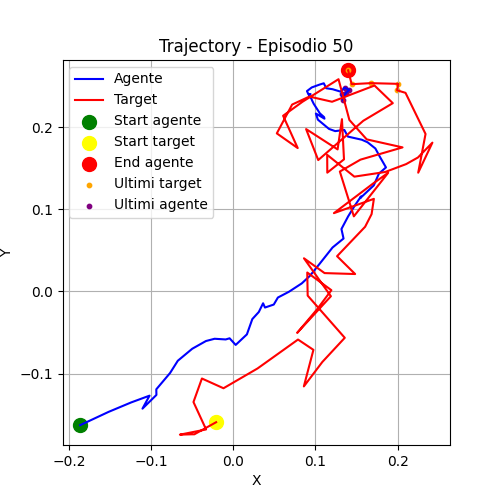 Trajectory - Episodio 50
Agente
Target
Start agente
Start target
End agente
Ultimi target
Ultimi agente
0.2
0.1
0.0
−0.1
Y
−0.2
−0.1
0.0
0.1
0.2
X